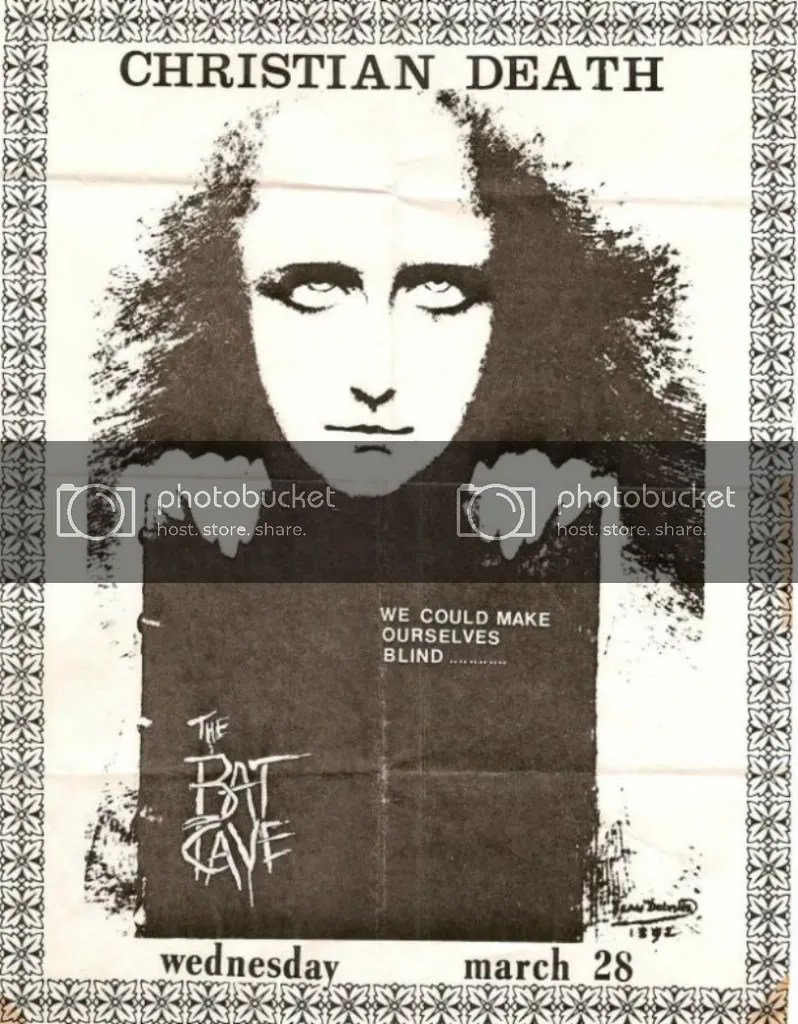 CHRISTIAN DEATH
photobucket photobucket
host. store. share. host. store. share.
WE COULD MAKE
OURSELVES
BLIND ..........
THE
BAT
CAVE
1892
wednesday march 28